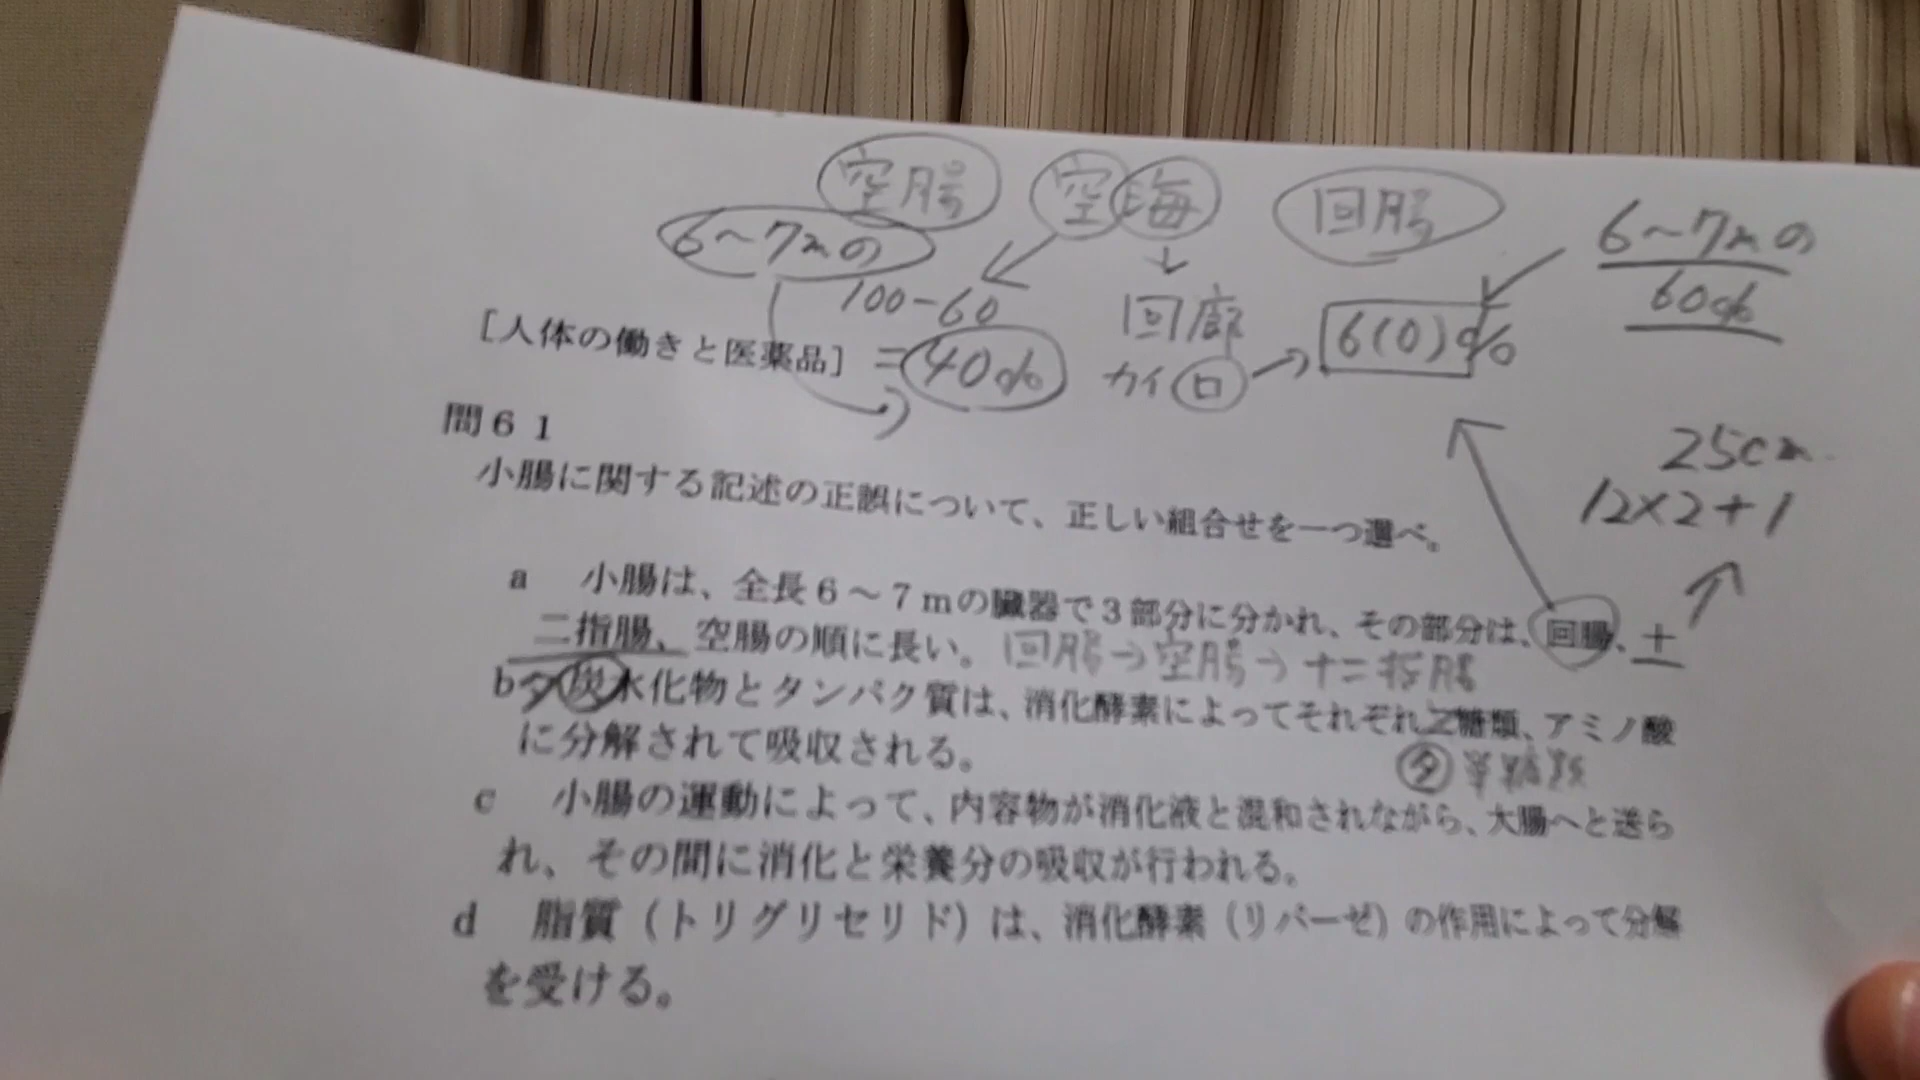 空腸 空海 回腸
6〜7mの 6〜7mの
100-60 回廊 6(0)% 60%
[人体の働きと医薬品] =40% カイロ
25cm
問61 12×2+1
小腸に関する記述の正誤について、正しい組合せを一つ選べ。
a 小腸は、全長6〜7mの臓器で3部分に分かれ、その部分は、回腸、十
二指腸、空腸の順に長い。 回腸→空腸→十二指腸
b 炭水化物とタンパク質は、消化酵素によってそれぞれ二糖類、アミノ酸
に分解されて吸収される。 タ 単糖類
c 小腸の運動によって、内容物が消化液と混和されながら、大腸へと送ら
れ、その間に消化と栄養分の吸収が行われる。
d 脂質(トリグリセリド)は、消化酵素(リパーゼ)の作用によって分解
を受ける。